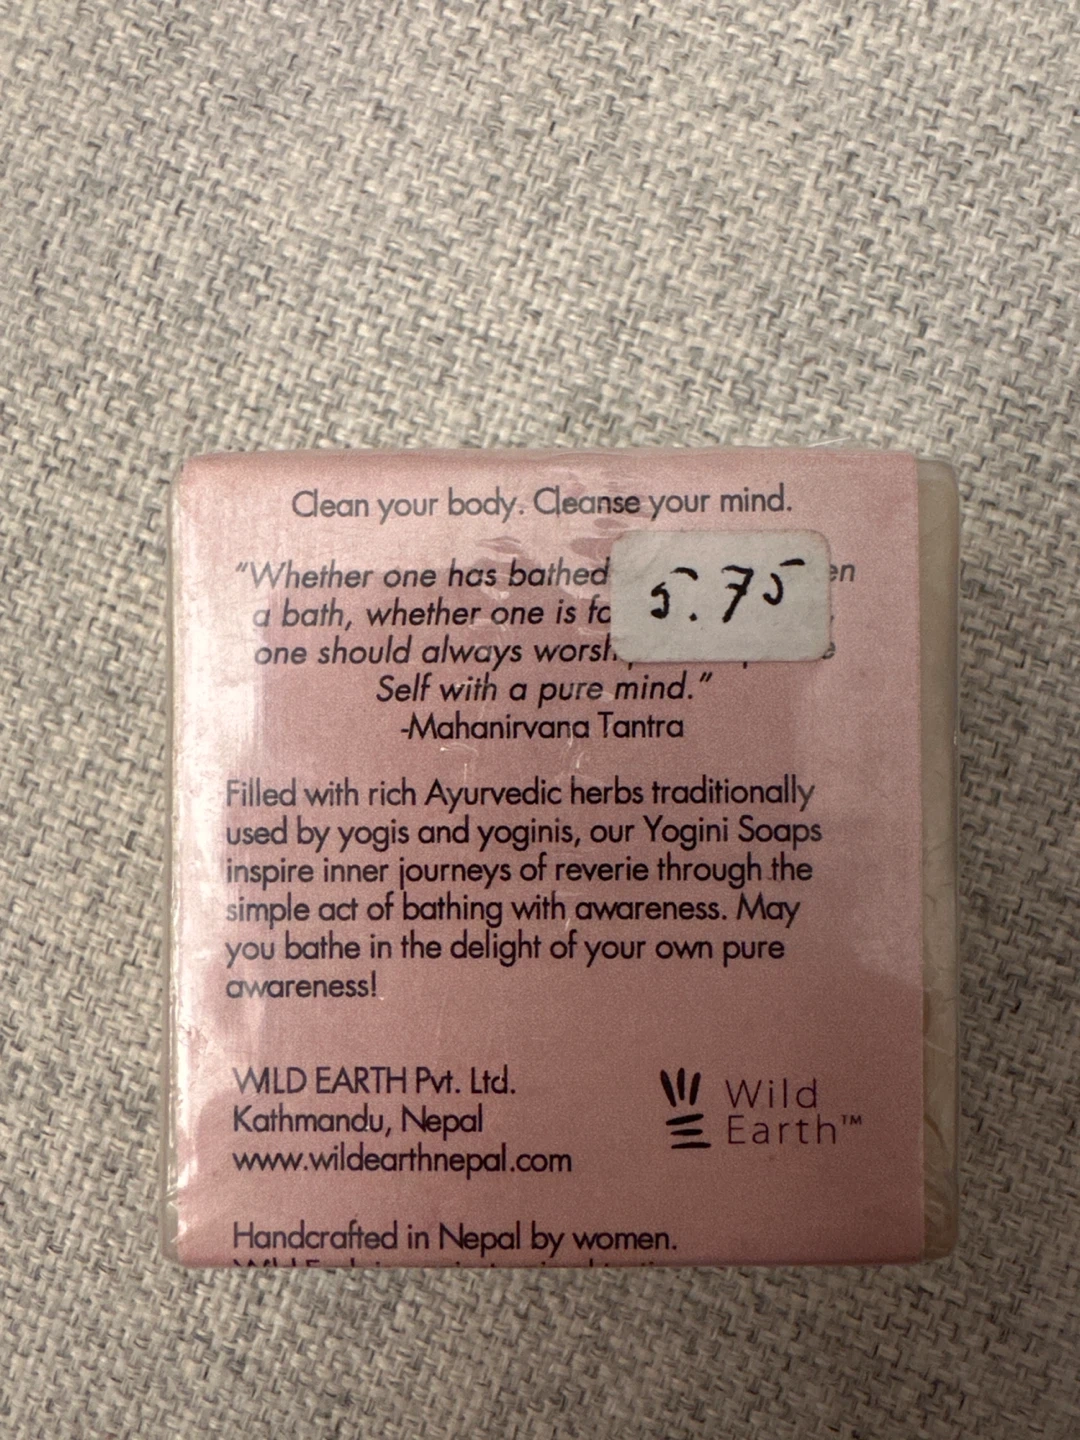 Clean your body. Cleanse your mind.
"Whether one has bathed
5.75
a bath, whether one is
one should always
Self with a pure mind."
-Mahanirvana Tantra
Filled with rich Ayurvedic herbs traditionally
used by yogis and yoginis, our Yogini Soaps
inspire inner journeys of reverie through the
simple act of bathing with awareness. May
you bathe in the delight of your own pure
awareness!
WILD EARTH Pvt. Ltd.
Kathmandu, Nepal
www.wildearthnepal.com
Wild
Earth™
Handcrafted in Nepal by women.